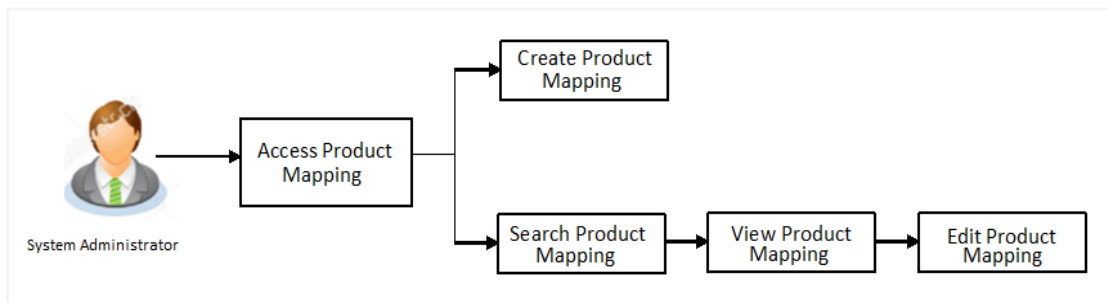 Create Product
Mapping
Access Product
Mapping
System Administrator
Search Product
Mapping
View Product
Mapping
Edit Product
Mapping